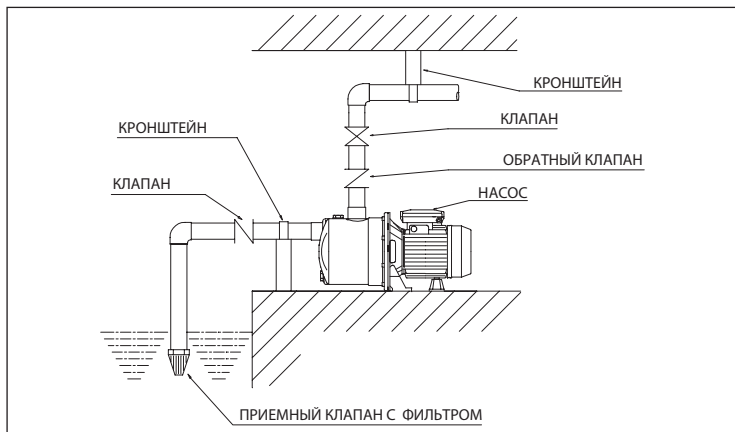 КРОНШТЕЙН
КЛАПАН
КРОНШТЕЙН
ОБРАТНЫЙ КЛАПАН
КЛАПАН
НАСОС
ПРИЕМНЫЙ КЛАПАН С ФИЛЬТРОМ